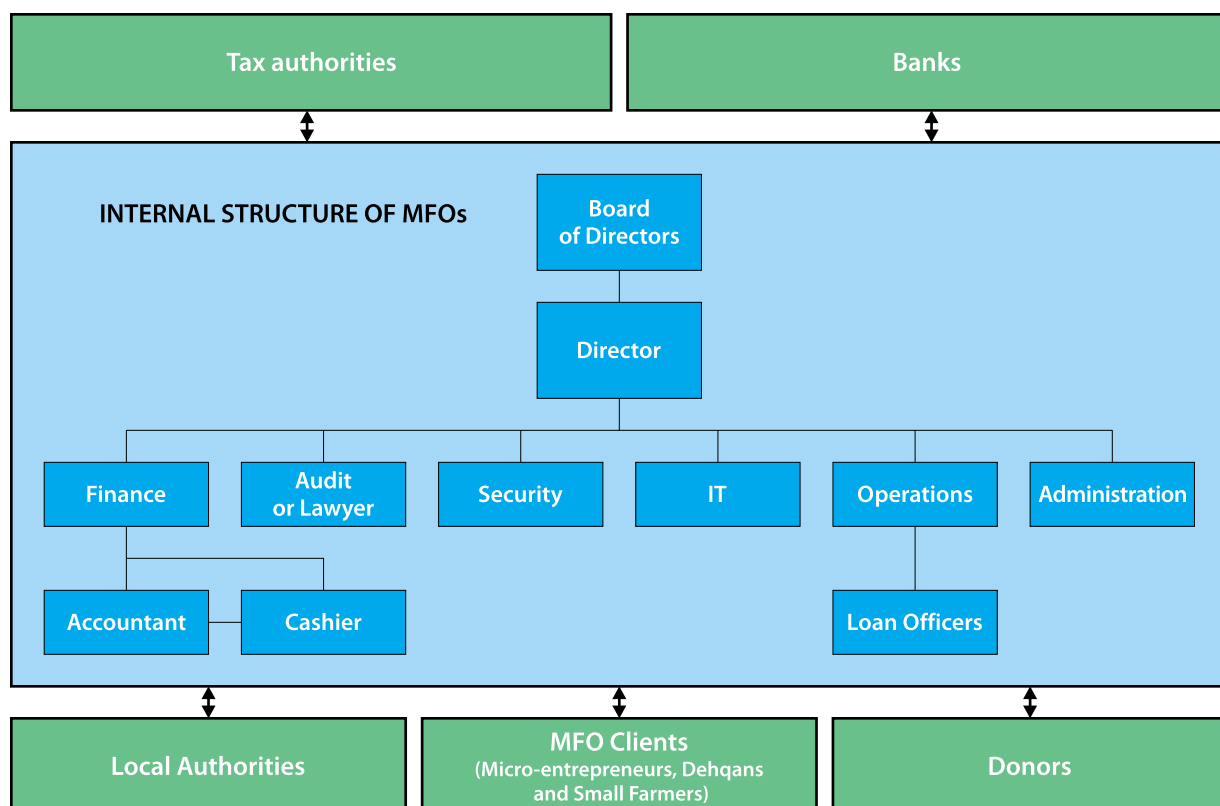 Tax authorities
Banks
INTERNAL STRUCTURE OF MFOs
Board
of Directors
Director
Finance
Audit
or Lawyer
Security
IT
Operations
Administration
Accountant
Cashier
Loan Officers
Local Authorities
MFO Clients
(Micro-entrepreneurs, Dehqans
and Small Farmers)
Donors